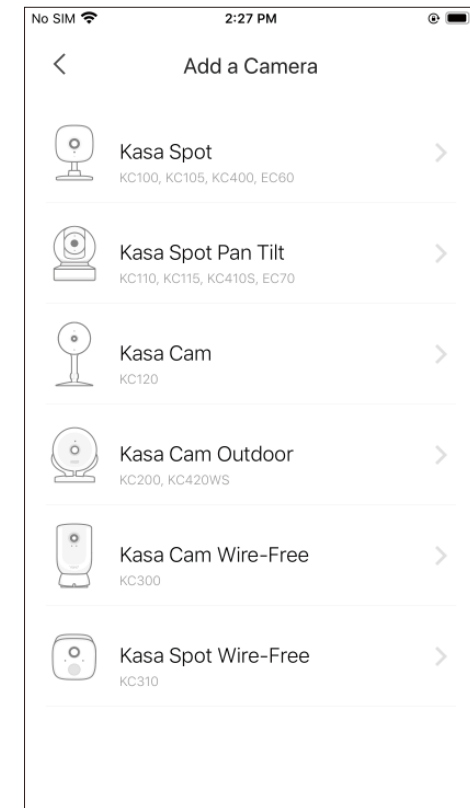 No SIM 2:27 PM
Add a Camera
Kasa Spot
KC100, KC105, KC400, EC60
Kasa Spot Pan Tilt
KC110, KC115, KC410S, EC70
Kasa Cam
KC120
Kasa Cam Outdoor
KC200, KC420WS
Kasa Cam Wire-Free
KC300
Kasa Spot Wire-Free
KC310